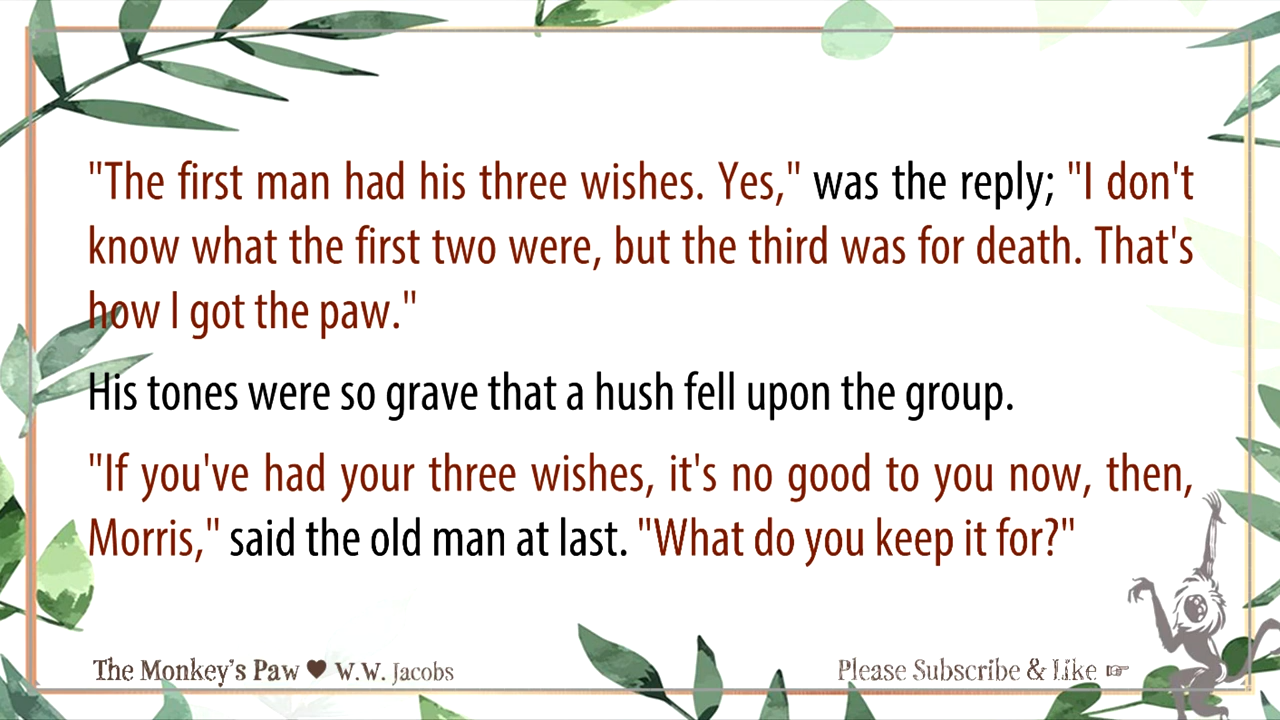 "The first man had his three wishes. Yes," was the reply; "I don't
know what the first two were, but the third was for death. That's
how I got the paw."
His tones were so grave that a hush fell upon the group.
"If you've had your three wishes, it's no good to you now, then,
Morris," said the old man at last. "What do you keep it for?"
The Monkey's Paw ♥ W.W. Jacobs
Please Subscribe & Like ☞